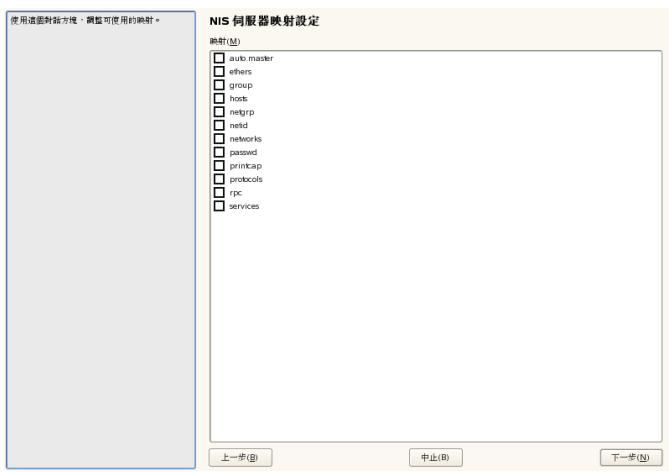 使用這個對話方塊，調整可使用的映射。
NIS 伺服器映射設定
映射(M)
auto.master
ethers
group
hosts
netgrp
netid
networks
passwd
printcap
protocols
rpc
services
上一步(B)
中止(B)
下一步(N)